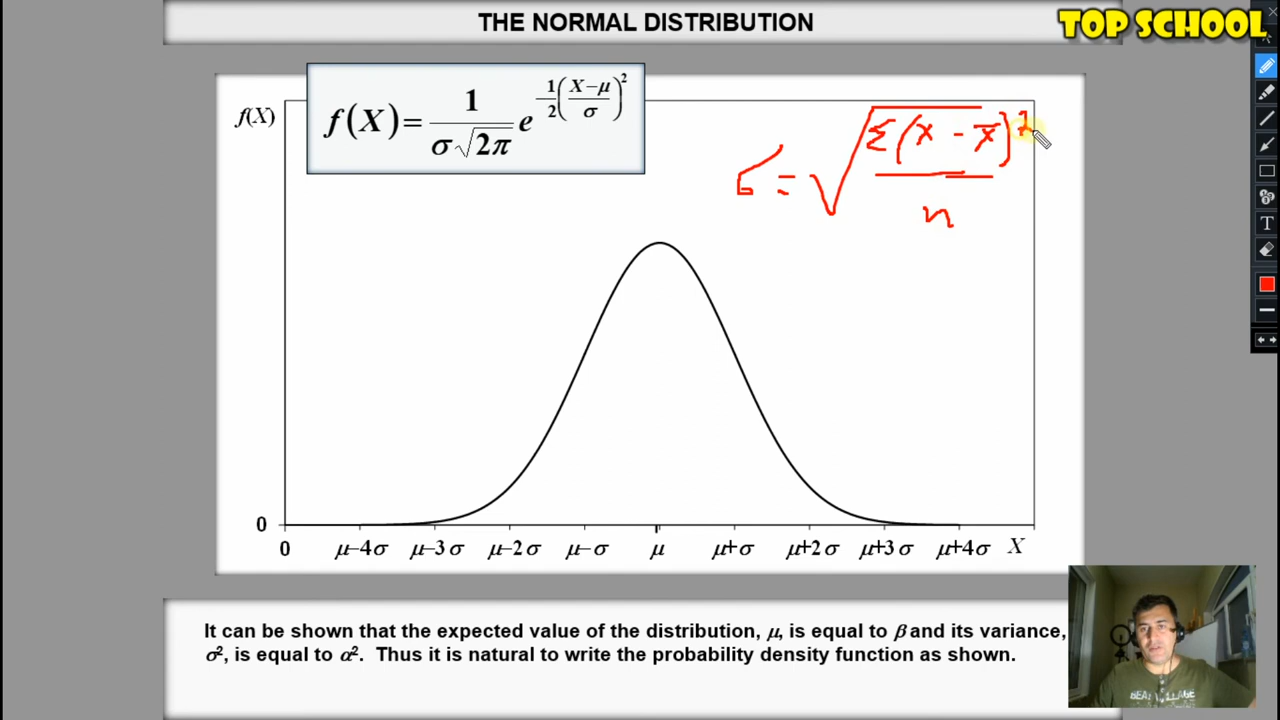 THE NORMAL DISTRIBUTION
TOP SCHOOL
f(X)
f(X) = 1/(σ√2π) e^(-1/2((X-μ)/σ)^2)
σ = √(Σ(x - x̄)²/n)
0
0 μ–4σ μ–3σ μ–2σ μ–σ μ μ+σ μ+2σ μ+3σ μ+4σ X
It can be shown that the expected value of the distribution, μ, is equal to β and its variance,
σ², is equal to α². Thus it is natural to write the probability density function as shown.